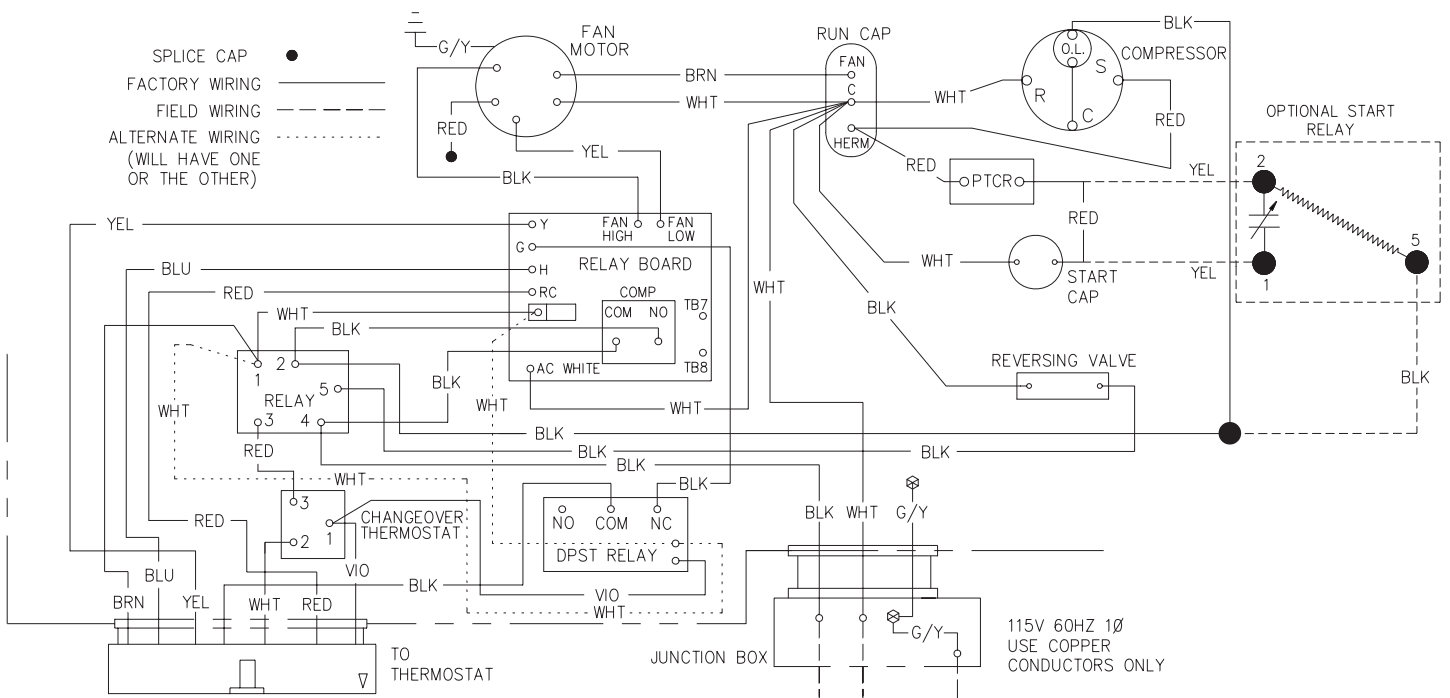 SPLICE CAP
FACTORY WIRING
FIELD WIRING
ALTERNATE WIRING
(WILL HAVE ONE
OR THE OTHER)
G/Y
FAN
MOTOR
BRN
WHT
RED
YEL
BLK
RUN CAP
FAN
C
HERM
WHT
BLK
O.L.
COMPRESSOR
S
R
C
RED
OPTIONAL START
RELAY
2
5
1
RED
PTCR
YEL
RED
WHT
START
CAP
YEL
WHT
BLK
REVERSING VALVE
BLK
YEL
BLU
RED
WHT
BLK
Y
FAN
HIGH
FAN
LOW
G
H
RELAY BOARD
RC
COMP
COM
NO
TB7
TB8
AC WHITE
1
2
5
RELAY
3
4
BLK
WHT
WHT
WHT
BLK
BLK
BLK
BLK
RED
WHT
BLK
3
1
2
CHANGEOVER
THERMOSTAT
RED
NO
COM
NC
DPST RELAY
BLK
WHT
G/Y
VIO
BLU
BLK
VIO
WHT
BRN
YEL
WHT
RED
TO
THERMOSTAT
JUNCTION BOX
G/Y
115V 60HZ 1Ø
USE COPPER
CONDUCTORS ONLY